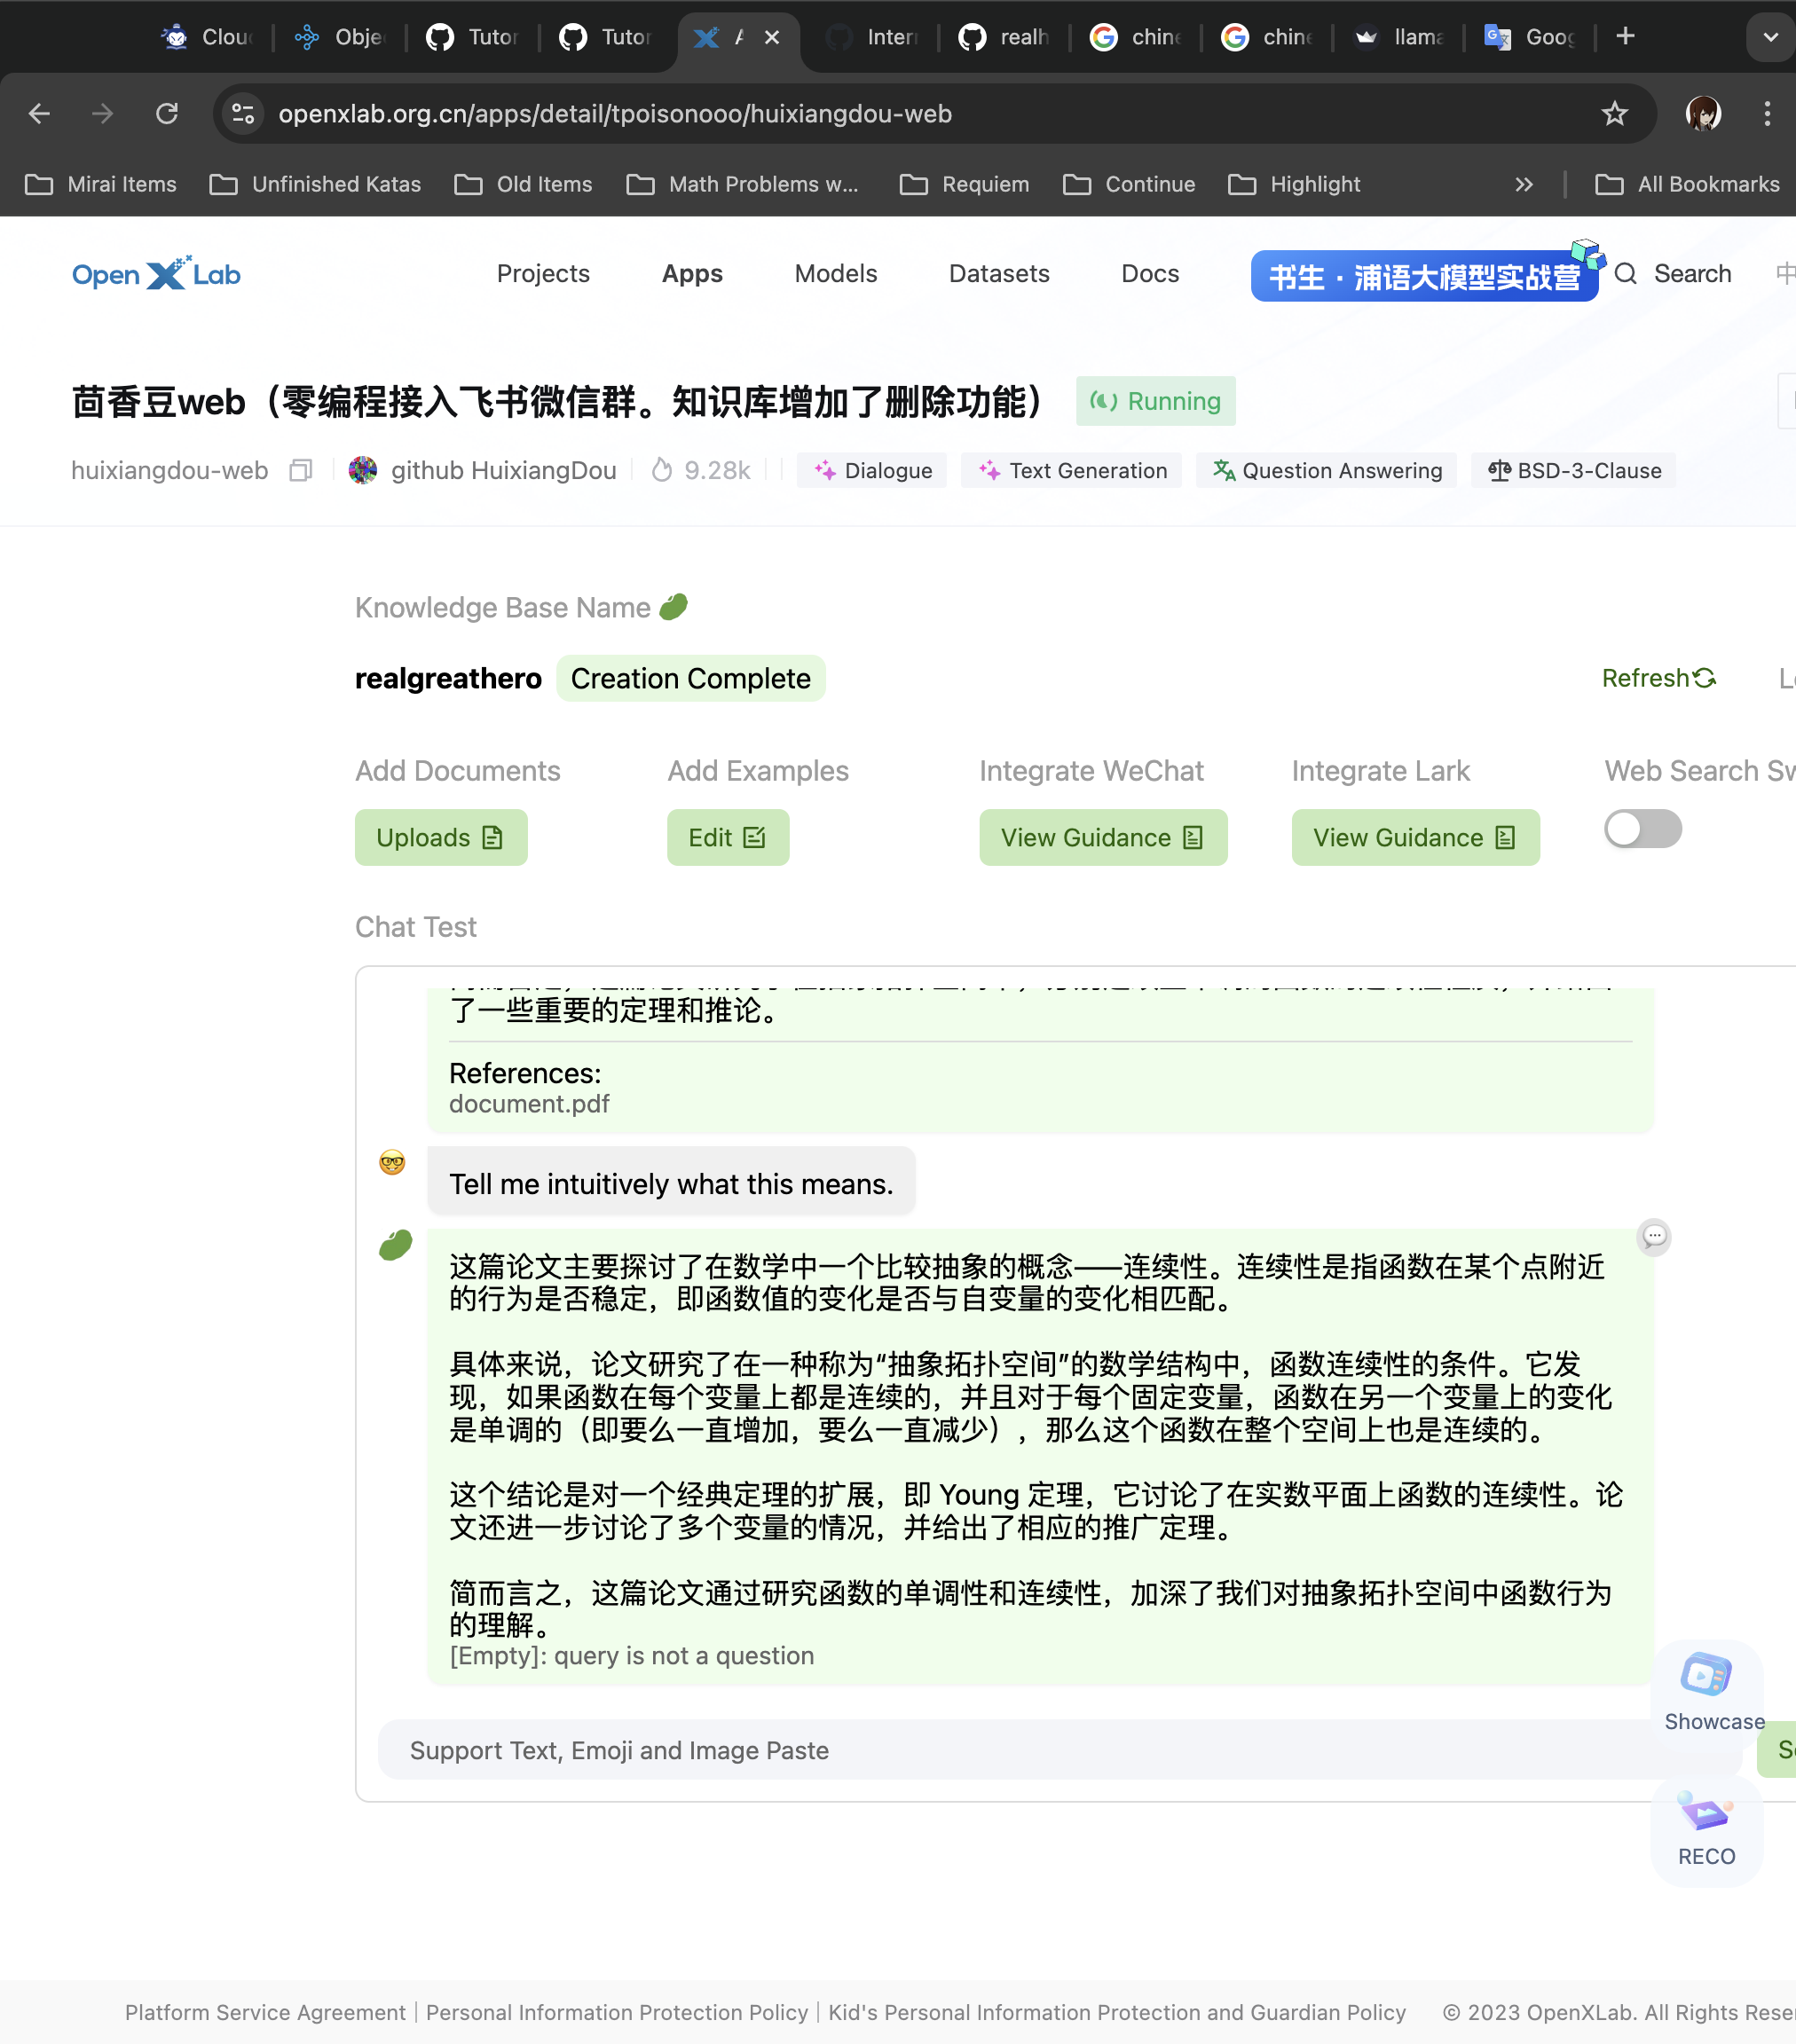 Clou
Obje
Tutor
Tutor
Inter
realh
chine
chine
llama
Goog
openxlab.org.cn/apps/detail/tpoisonooo/huixiangdou-web
Mirai Items
Unfinished Katas
Old Items
Math Problems w...
Requiem
Continue
Highlight
All Bookmarks
Open X Lab
Projects
Apps
Models
Datasets
Docs
书生·浦语大模型实战营
Search
中
茴香豆web（零编程接入飞书微信群。知识库增加了删除功能）
Running
huixiangdou-web
github HuixiangDou
9.28k
Dialogue
Text Generation
Question Answering
BSD-3-Clause
Knowledge Base Name
realgreathero
Creation Complete
Refresh
Add Documents
Add Examples
Integrate WeChat
Integrate Lark
Web Search Sw
Uploads
Edit
View Guidance
View Guidance
Chat Test
了一些重要的定理和推论。
References:
document.pdf
Tell me intuitively what this means.
这篇论文主要探讨了在数学中一个比较抽象的概念——连续性。连续性是指函数在某个点附近
的行为是否稳定，即函数值的变化是否与自变量的变化相匹配。
具体来说，论文研究了在一种称为“抽象拓扑空间”的数学结构中，函数连续性的条件。它发
现，如果函数在每个变量上都是连续的，并且对于每个固定变量，函数在另一个变量上的变化
是单调的（即要么一直增加，要么一直减少），那么这个函数在整个空间上也是连续的。
这个结论是对一个经典定理的扩展，即 Young 定理，它讨论了在实数平面上函数的连续性。论
文还进一步讨论了多个变量的情况，并给出了相应的推广定理。
简而言之，这篇论文通过研究函数的单调性和连续性，加深了我们对抽象拓扑空间中函数行为
的理解。
[Empty]: query is not a question
Showcase
Support Text, Emoji and Image Paste
RECO
Platform Service Agreement
Personal Information Protection Policy
Kid's Personal Information Protection and Guardian Policy
© 2023 OpenXLab. All Rights Rese